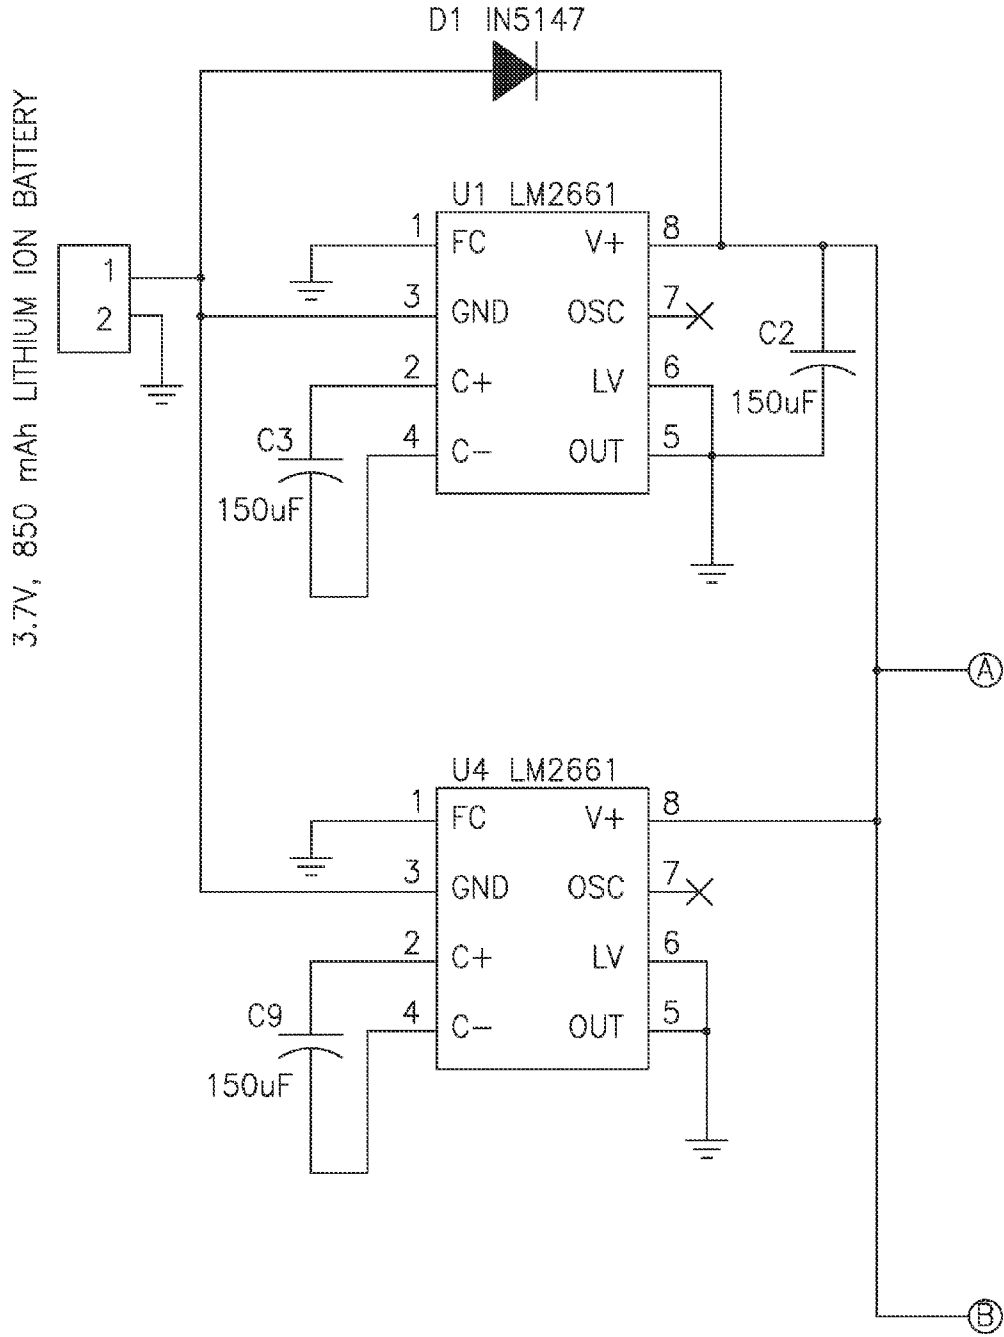 D1 IN5147
3.7V, 850 mAh LITHIUM ION BATTERY
1
2
U1 LM2661
1 FC V+ 8
3 GND OSC 7
2 C+ LV 6
4 C- OUT 5
C2
150uF
C3
150uF
A
U4 LM2661
1 FC V+ 8
3 GND OSC 7
2 C+ LV 6
4 C- OUT 5
C9
150uF
B